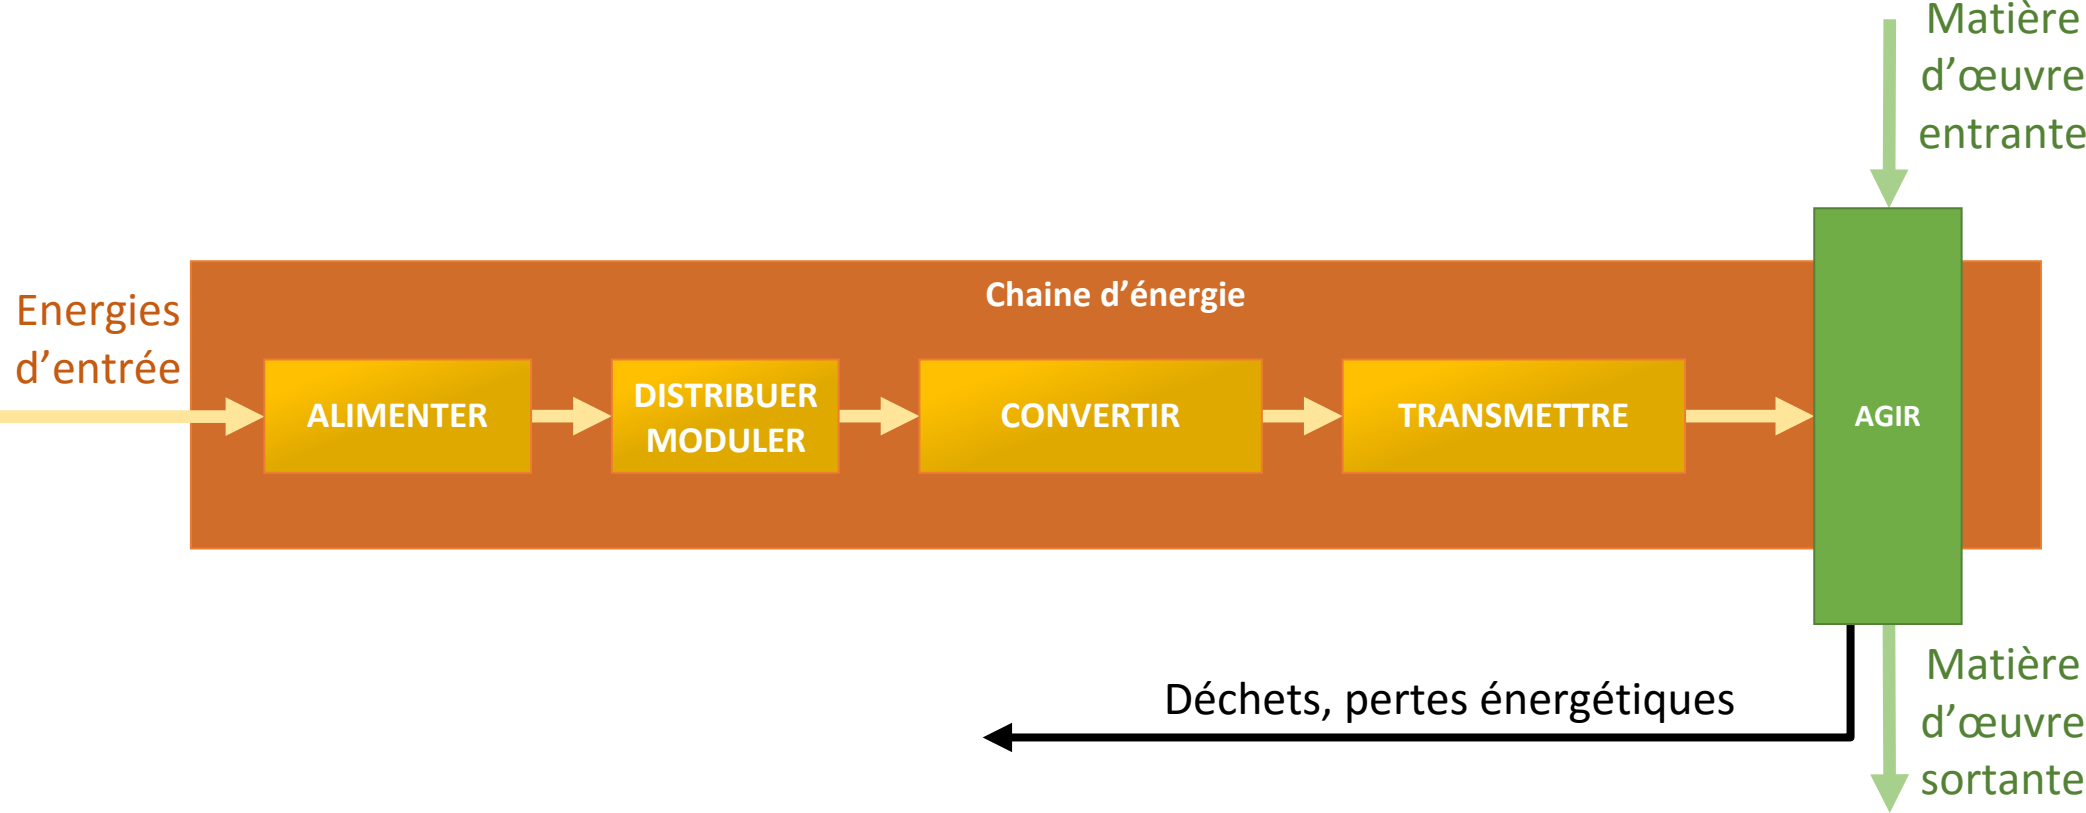 Matière
d’œuvre
entrante
Chaine d’énergie
Energies
d’entrée
ALIMENTER
DISTRIBUER
MODULER
CONVERTIR
TRANSMETTRE
AGIR
Déchets, pertes énergétiques
Matière
d’œuvre
sortante